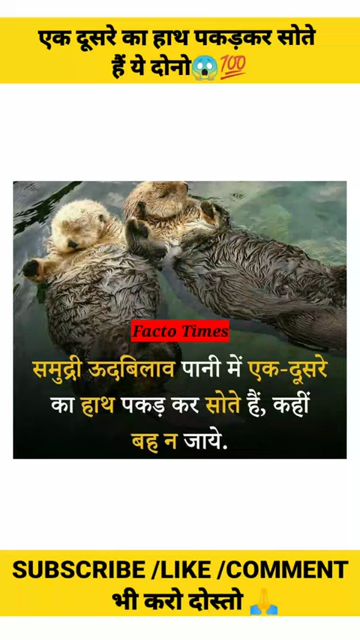 एक दूसरे का हाथ पकड़कर सोते
हैं ये दोनो😱💯
Facto Times
समुद्री ऊदबिलाव पानी में एक-दूसरे
का हाथ पकड़ कर सोते हैं, कहीं
बह न जाये.
SUBSCRIBE /LIKE /COMMENT
भी करो दोस्तो 🙏